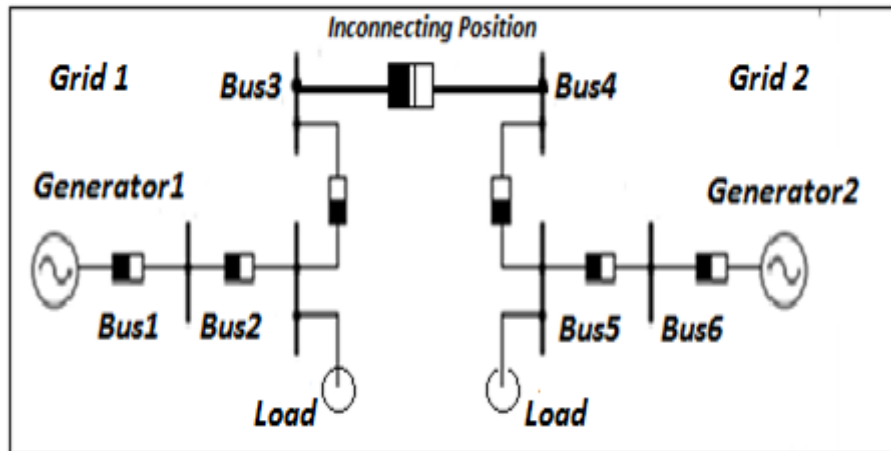 Inconnecting Position
Grid 1
Bus3
Bus4
Grid 2
Generator1
Generator2
Bus1
Bus2
Bus5
Bus6
Load
Load